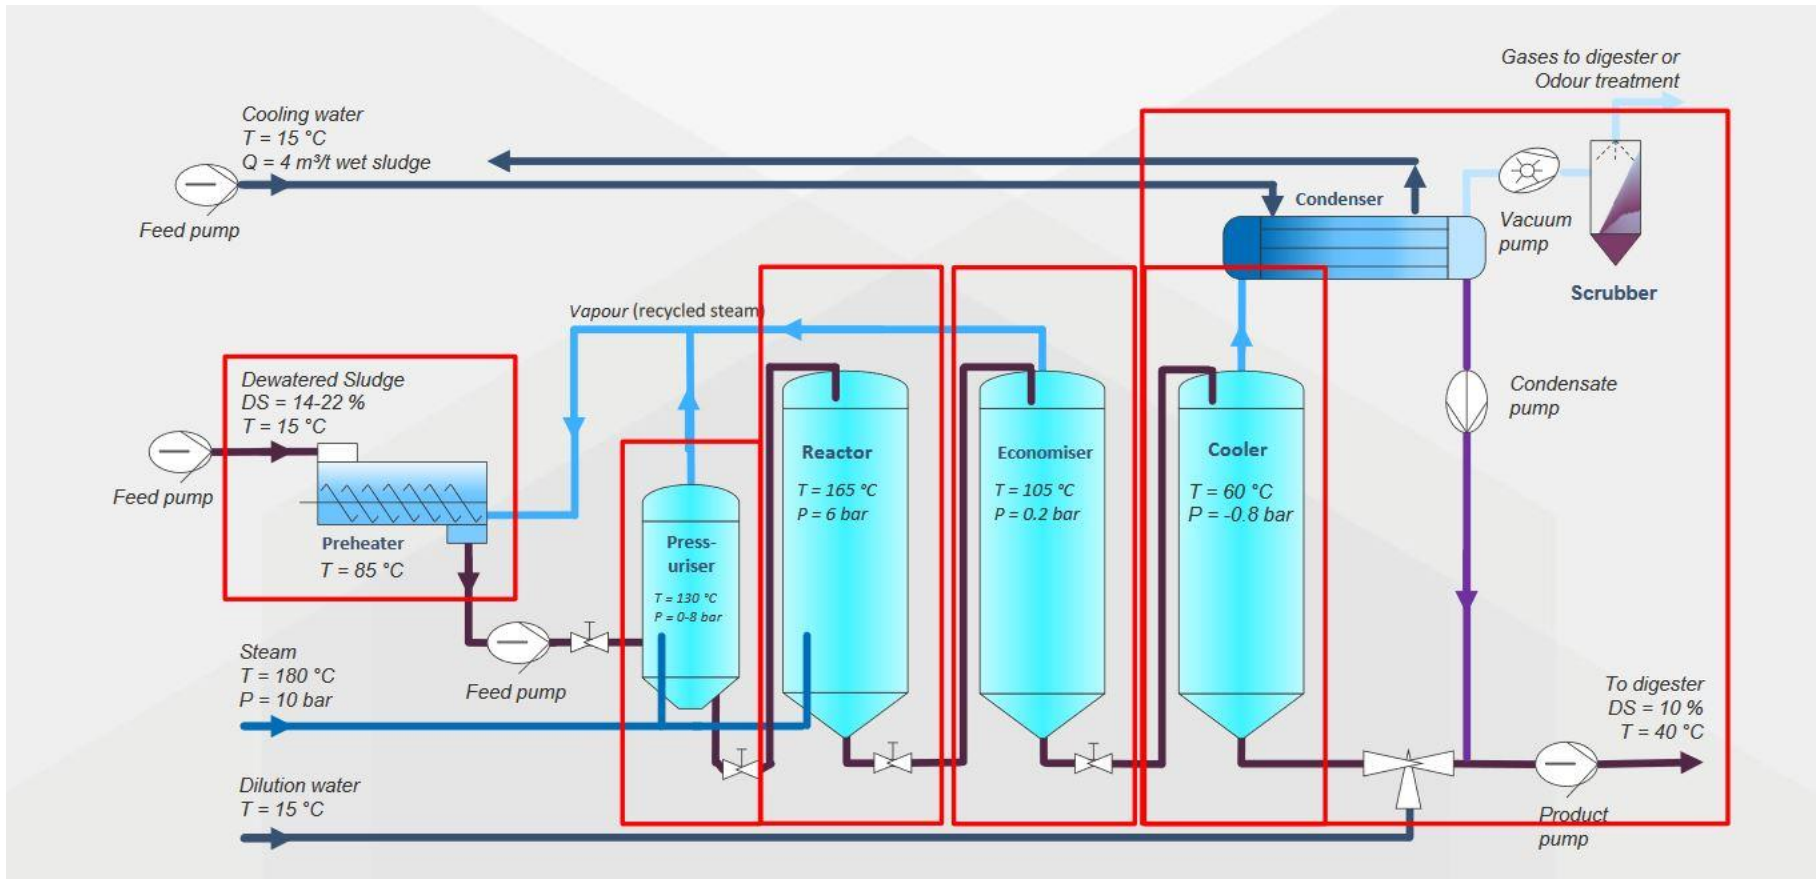 Gases to digester or
Odour treatment
Cooling water
T = 15 °C
Q = 4 m³/t wet sludge
Feed pump
Condenser
Vacuum
pump
Scrubber
Vapour (recycled steam)
Dewatered Sludge
DS = 14-22 %
T = 15 °C
Feed pump
Preheater
T = 85 °C
Press-
uriser
T = 130 °C
P = 0-8 bar
Reactor
T = 165 °C
P = 6 bar
Economiser
T = 105 °C
P = 0.2 bar
Cooler
T = 60 °C
P = -0.8 bar
Condensate
pump
Steam
T = 180 °C
P = 10 bar
Feed pump
To digester
DS = 10 %
T = 40 °C
Dilution water
T = 15 °C
Product
pump